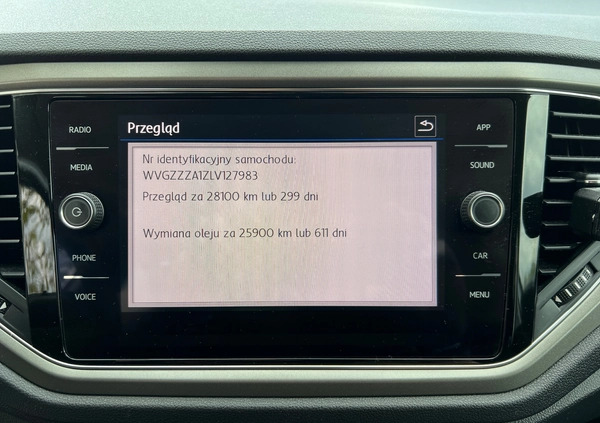 Przegląd
Nr identyfikacyjny samochodu:
WVGZZZA1ZLV127983
Przegląd za 28100 km lub 299 dni
Wymiana oleju za 25900 km lub 611 dni
RADIO
MEDIA
PHONE
VOICE
APP
SOUND
CAR
MENU